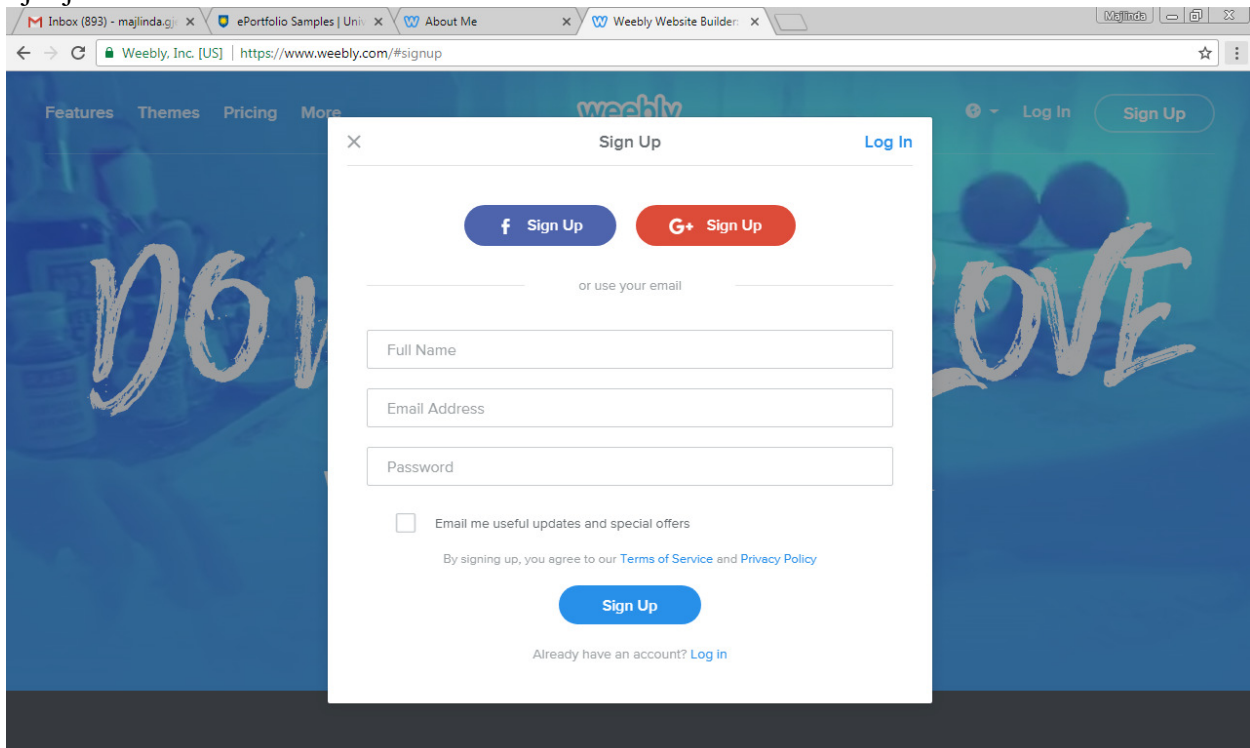 Inbox (893) - majlinda.gj
ePortfolio Samples | Univ
About Me
Weebly Website Builder:
Majlinda
Weebly, Inc. [US] | https://www.weebly.com/#signup
Features Themes Pricing More
weebly
Log In
Sign Up
Sign Up
Log In
f Sign Up
G+ Sign Up
or use your email
DO
LOVE
Full Name
Email Address
Password
Email me useful updates and special offers
By signing up, you agree to our Terms of Service and Privacy Policy
Sign Up
Already have an account? Log in